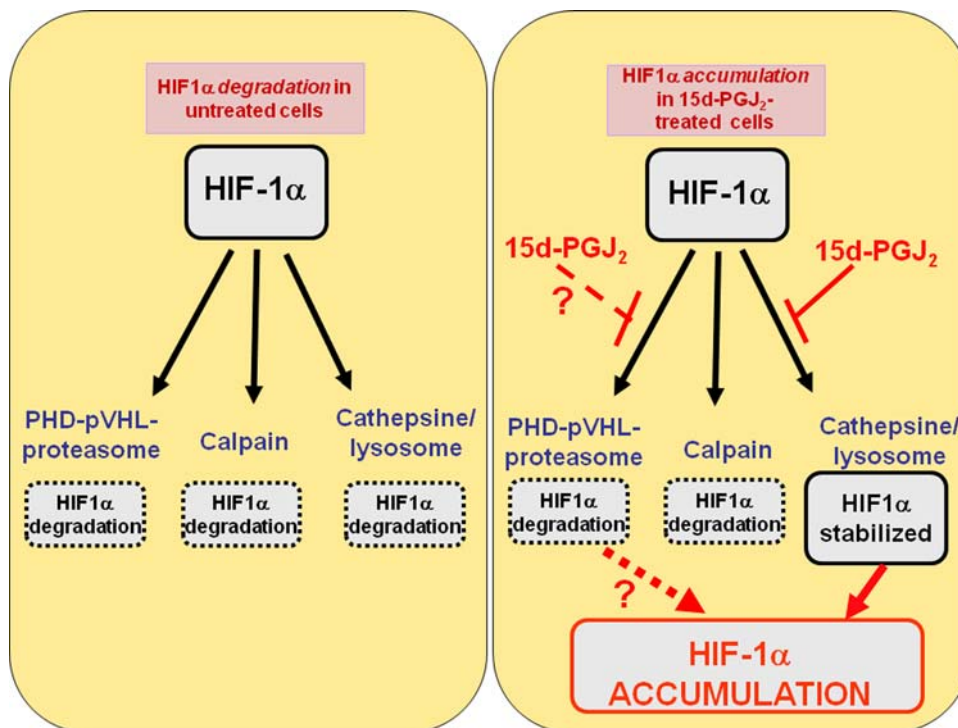 HIF1α degradation in
untreated cells
HIF-1α
PHD-pVHL-
proteasome
Calpain
Cathepsine/
lysosome
HIF1α
degradation
HIF1α
degradation
HIF1α
degradation
HIF1α accumulation
in 15d-PGJ₂-
treated cells
HIF-1α
15d-PGJ₂
?
15d-PGJ₂
PHD-pVHL-
proteasome
Calpain
Cathepsine/
lysosome
HIF1α
degradation
HIF1α
degradation
HIF1α
stabilized
?
HIF-1α
ACCUMULATION